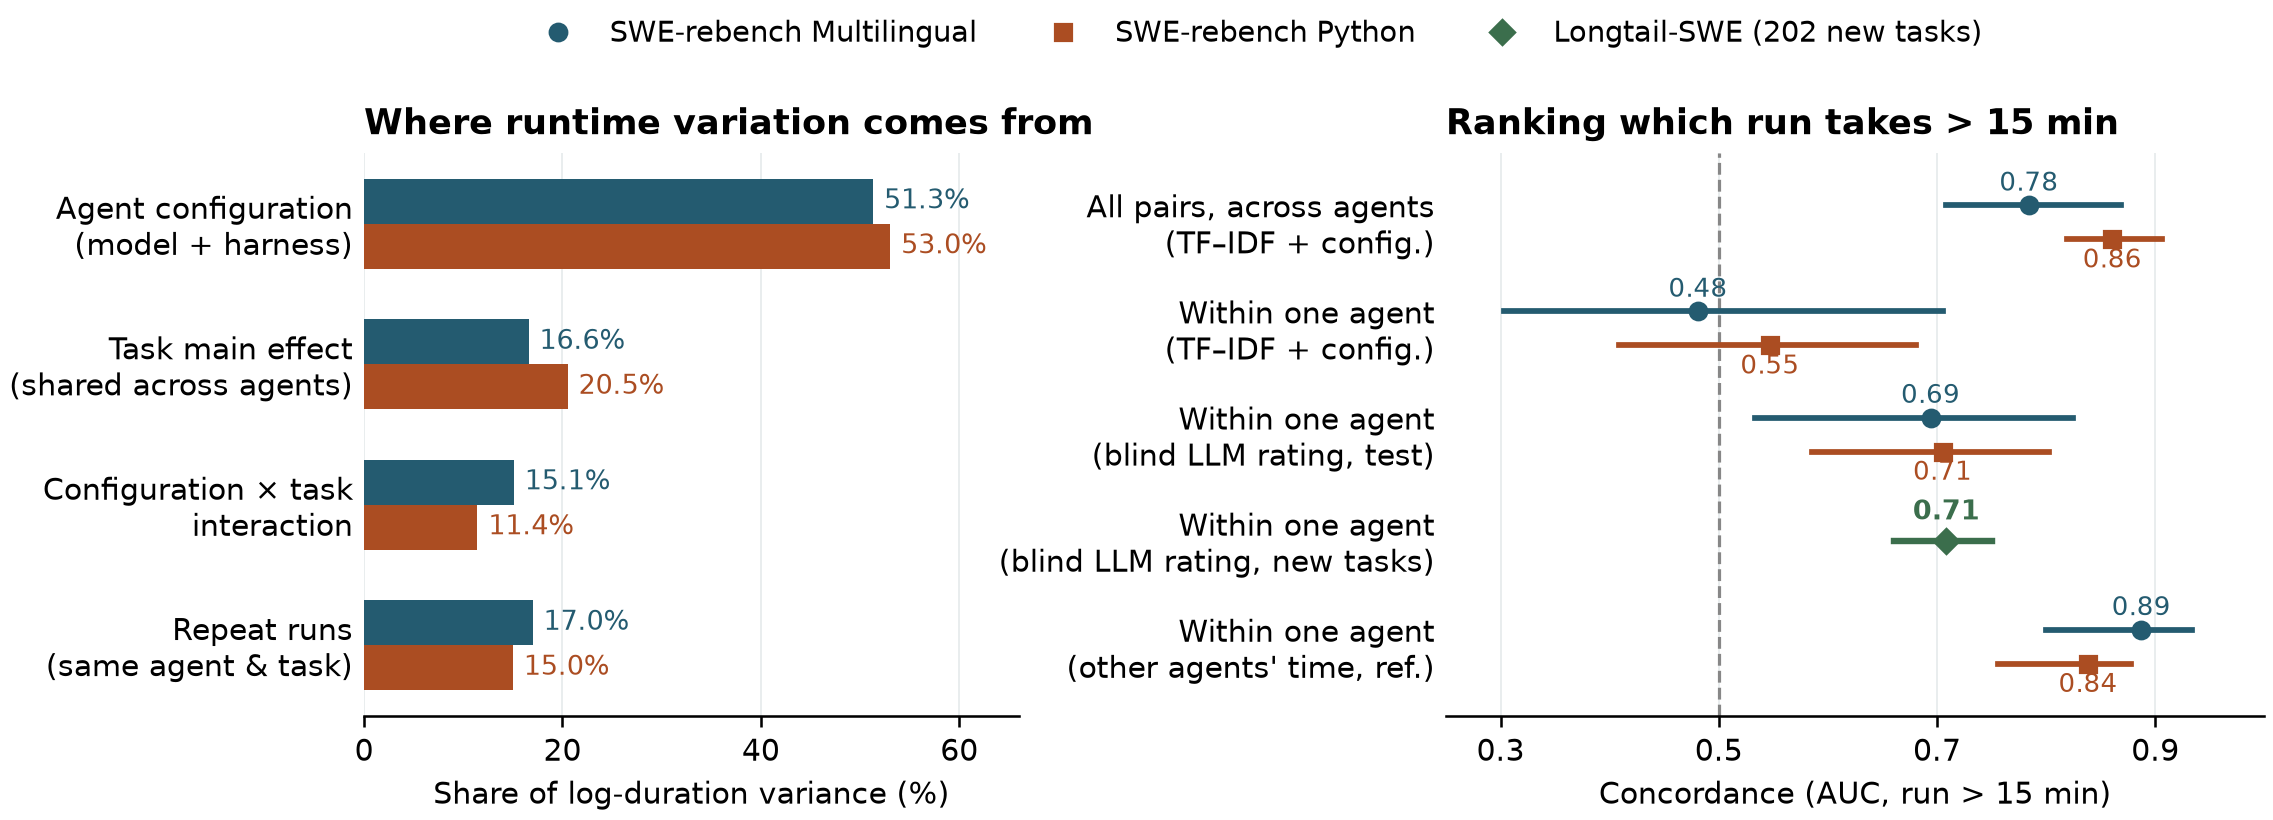 SWE-rebench Multilingual
SWE-rebench Python
Longtail-SWE (202 new tasks)
Where runtime variation comes from
Agent configuration
(model + harness)
51.3%
53.0%
Task main effect
(shared across agents)
16.6%
20.5%
Configuration × task
interaction
15.1%
11.4%
Repeat runs
(same agent & task)
17.0%
15.0%
0 20 40 60
Share of log-duration variance (%)
Ranking which run takes > 15 min
All pairs, across agents
(TF–IDF + config.)
0.78
0.86
Within one agent
(TF–IDF + config.)
0.48
0.55
Within one agent
(blind LLM rating, test)
0.69
0.71
Within one agent
(blind LLM rating, new tasks)
0.71
Within one agent
(other agents' time, ref.)
0.89
0.84
0.3 0.5 0.7 0.9
Concordance (AUC, run > 15 min)